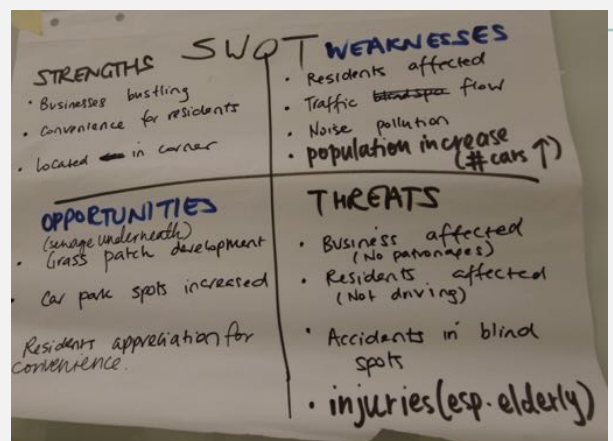 SWOT
STRENGTHS
• Businesses bustling
• Convenience for residents
• Located in corner
WEAKNESSES
• Residents affected
• Traffic blind spo flow
• Noise pollution
• population increase
(# cars ↑)
OPPORTUNITIES
(sewage underneath)
• Grass patch development
• Car park spots increased
Residents appreciation for
convenience.
THREATS
• Business affected
(No patronages)
• Residents affected
(Not driving)
• Accidents in blind
spots
• injuries (esp. elderly)